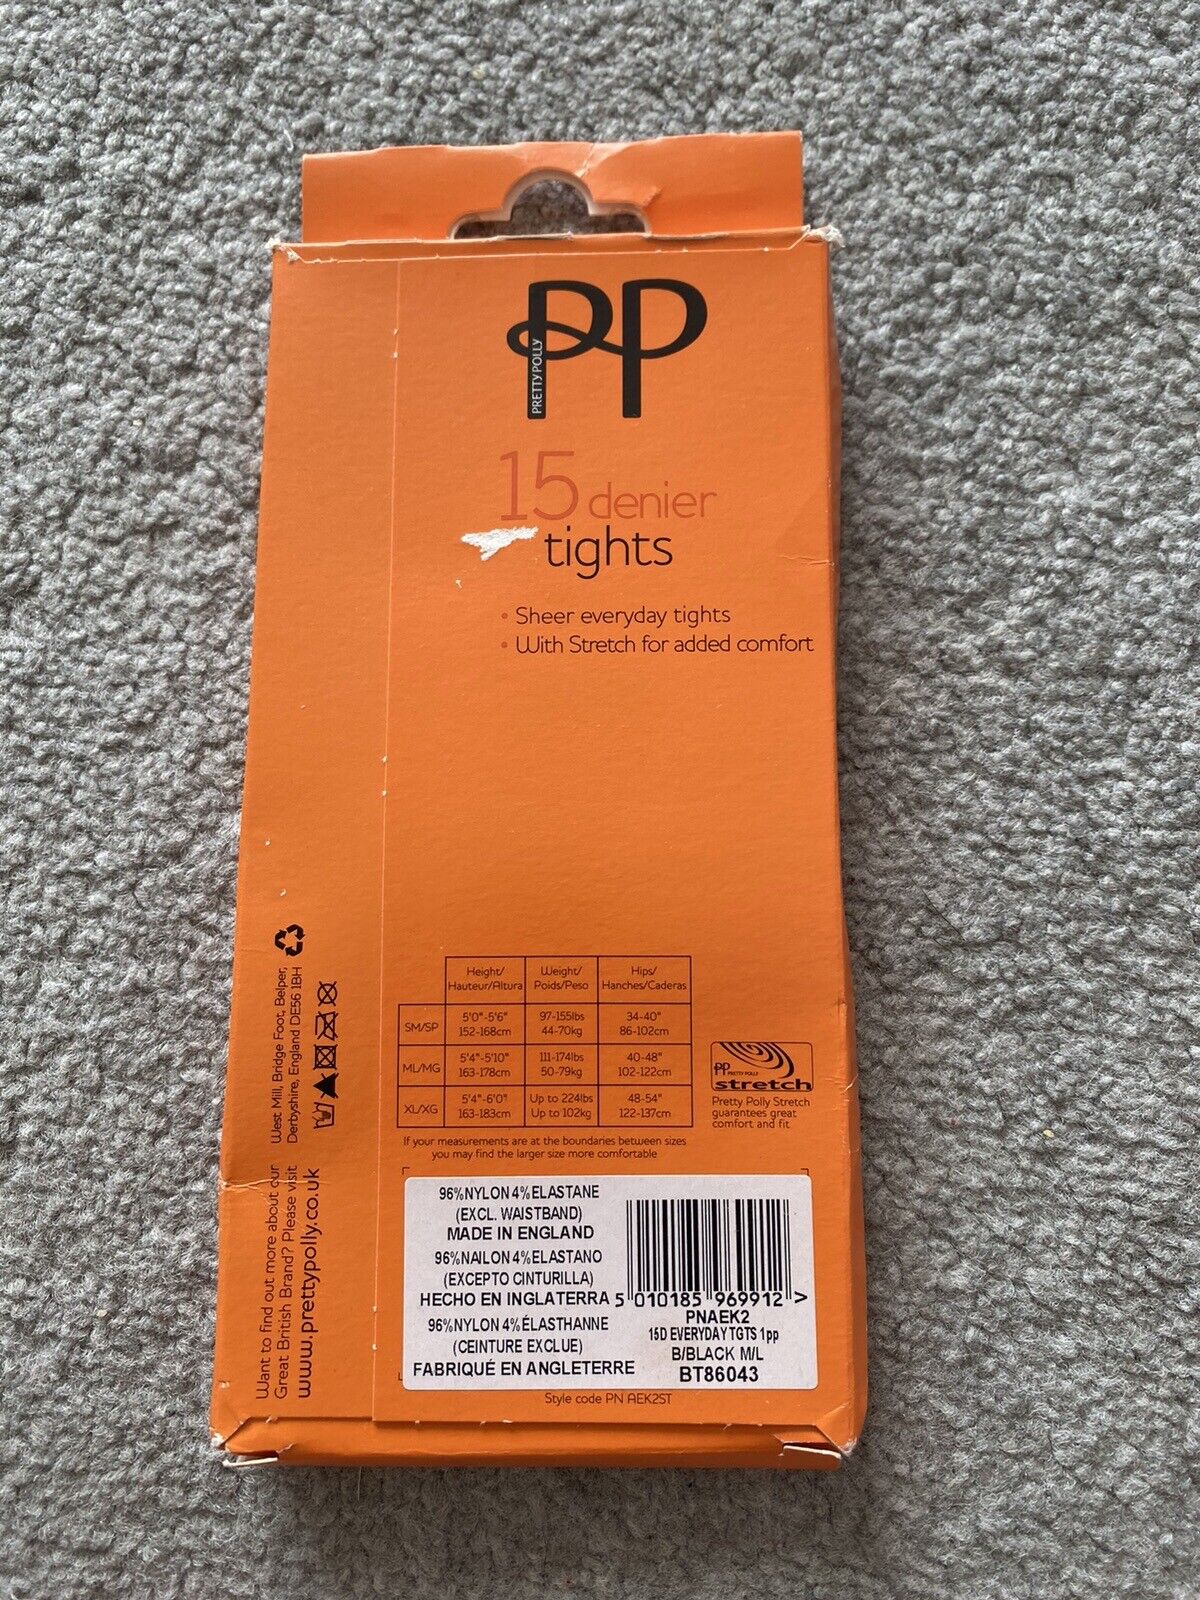 PP
PRETTY POLLY
15 denier
tights
• Sheer everyday tights
• With Stretch for added comfort
Height/ Weight/ Hips/
Hauteur/Altura Poids/Peso Hanches/Caderas
SM/SP 5'0"-5'6" 97-155lbs 34-40"
152-168cm 44-70kg 86-102cm
ML/MG 5'4"-5'10" 111-174lbs 40-48"
163-178cm 50-79kg 102-122cm
XL/XG 5'4"-6'0" Up to 224lbs 48-54"
163-183cm Up to 102kg 122-137cm
If your measurements are at the boundaries between sizes
you may find the larger size more comfortable
PP PRETTY POLLY
stretch
Pretty Polly Stretch
guarantees great
comfort and fit
96%NYLON 4%ELASTANE
(EXCL. WAISTBAND)
MADE IN ENGLAND
96%NAILON 4%ELASTANO
(EXCEPTO CINTURILLA)
HECHO EN INGLATERRA
96%NYLON 4%ÉLASTHANNE
(CEINTURE EXCLUE)
FABRIQUÉ EN ANGLETERRE
5 010185 969912 >
PNAEK2
15D EVERYDAY TGTS 1pp
B/BLACK M/L
BT86043
Style code PN AEK2ST
West Mill, Bridge Foot, Belper,
Derbyshire, England DE56 1BH
Want to find out more about our
Great British Brand? Please visit
www.prettypolly.co.uk